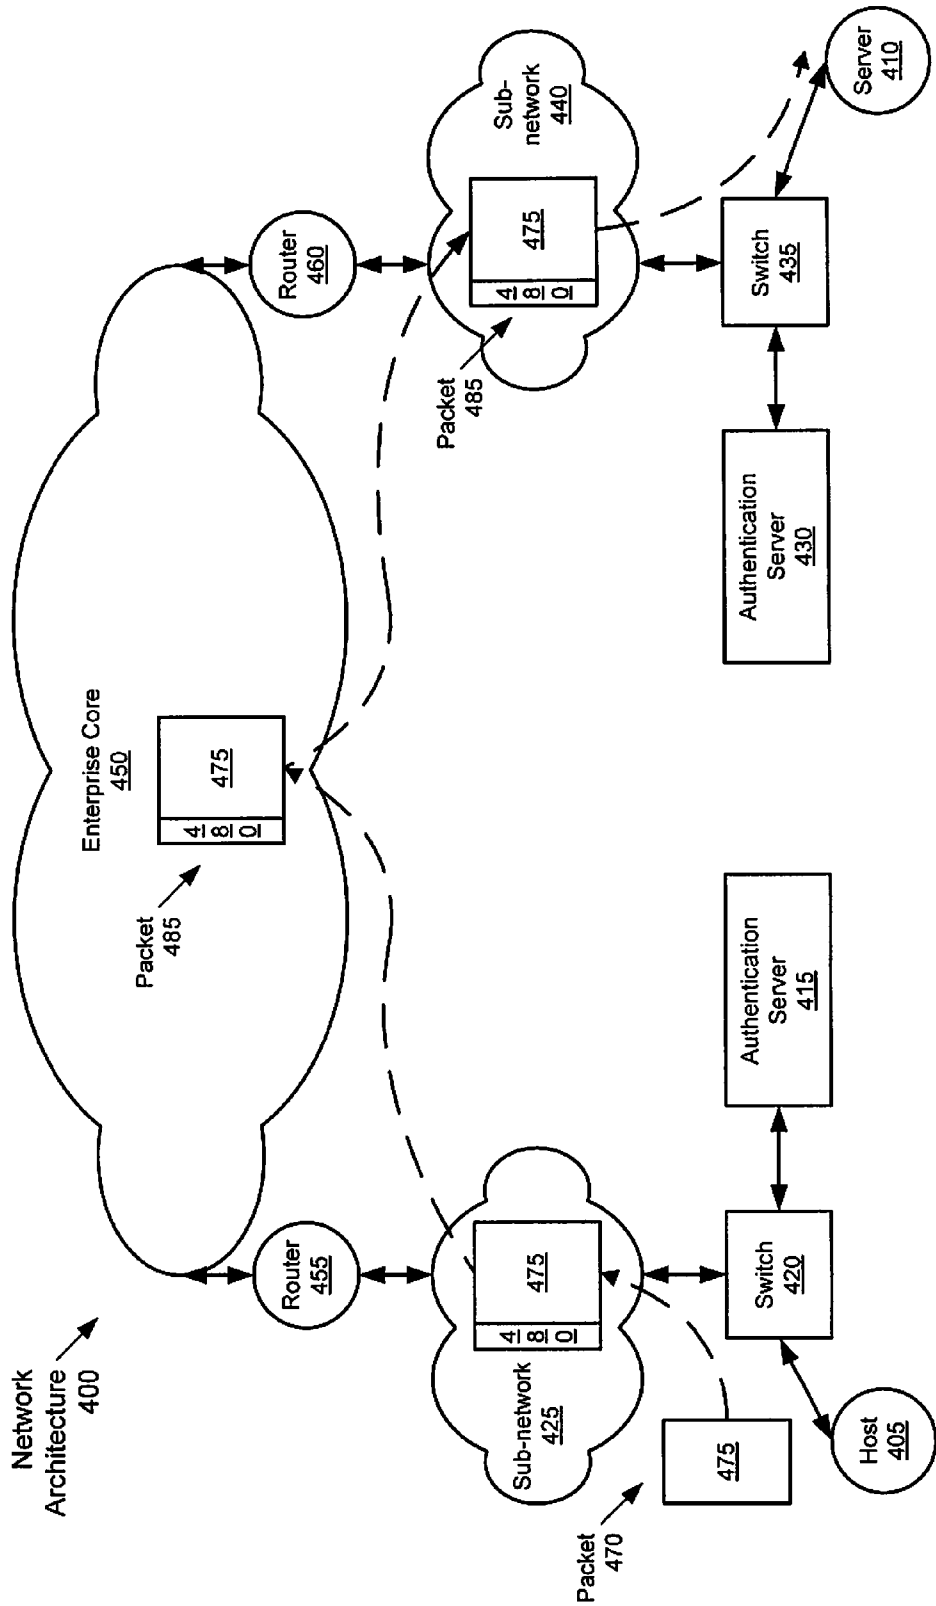 Network
Architecture
400
Enterprise Core
450
Packet
485
4
8
0
475
Router
455
Router
460
Sub-network
425
4
8
0
475
Sub-
network
440
4
8
0
475
Packet
485
Packet
470
475
Host
405
Switch
420
Authentication
Server
415
Authentication
Server
430
Switch
435
Server
410